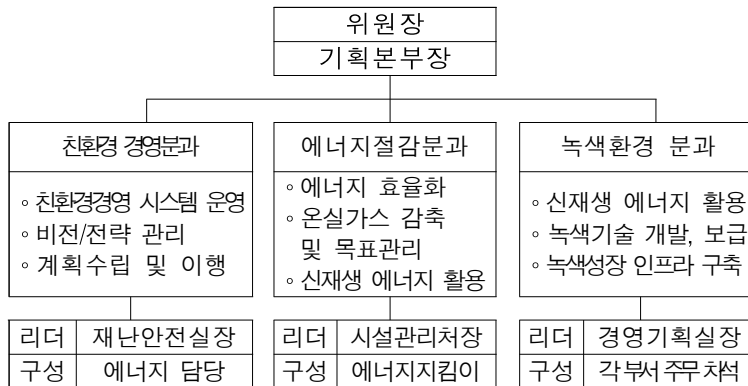 위원장
기획본부장
친환경 경영분과
◦ 친환경경영 시스템 운영
◦ 비전/전략 관리
◦ 계획수립 및 이행
리더 재난안전실장
구성 에너지 담당
에너지절감분과
◦ 에너지 효율화
◦ 온실가스 감축
및 목표관리
◦ 신재생 에너지 활용
리더 시설관리처장
구성 에너지지킴이
녹색환경 분과
◦ 신재생 에너지 활용
◦ 녹색기술 개발, 보급
◦ 녹색성장 인프라 구축
리더 경영기획실장
구성 각 부서 주무 차석